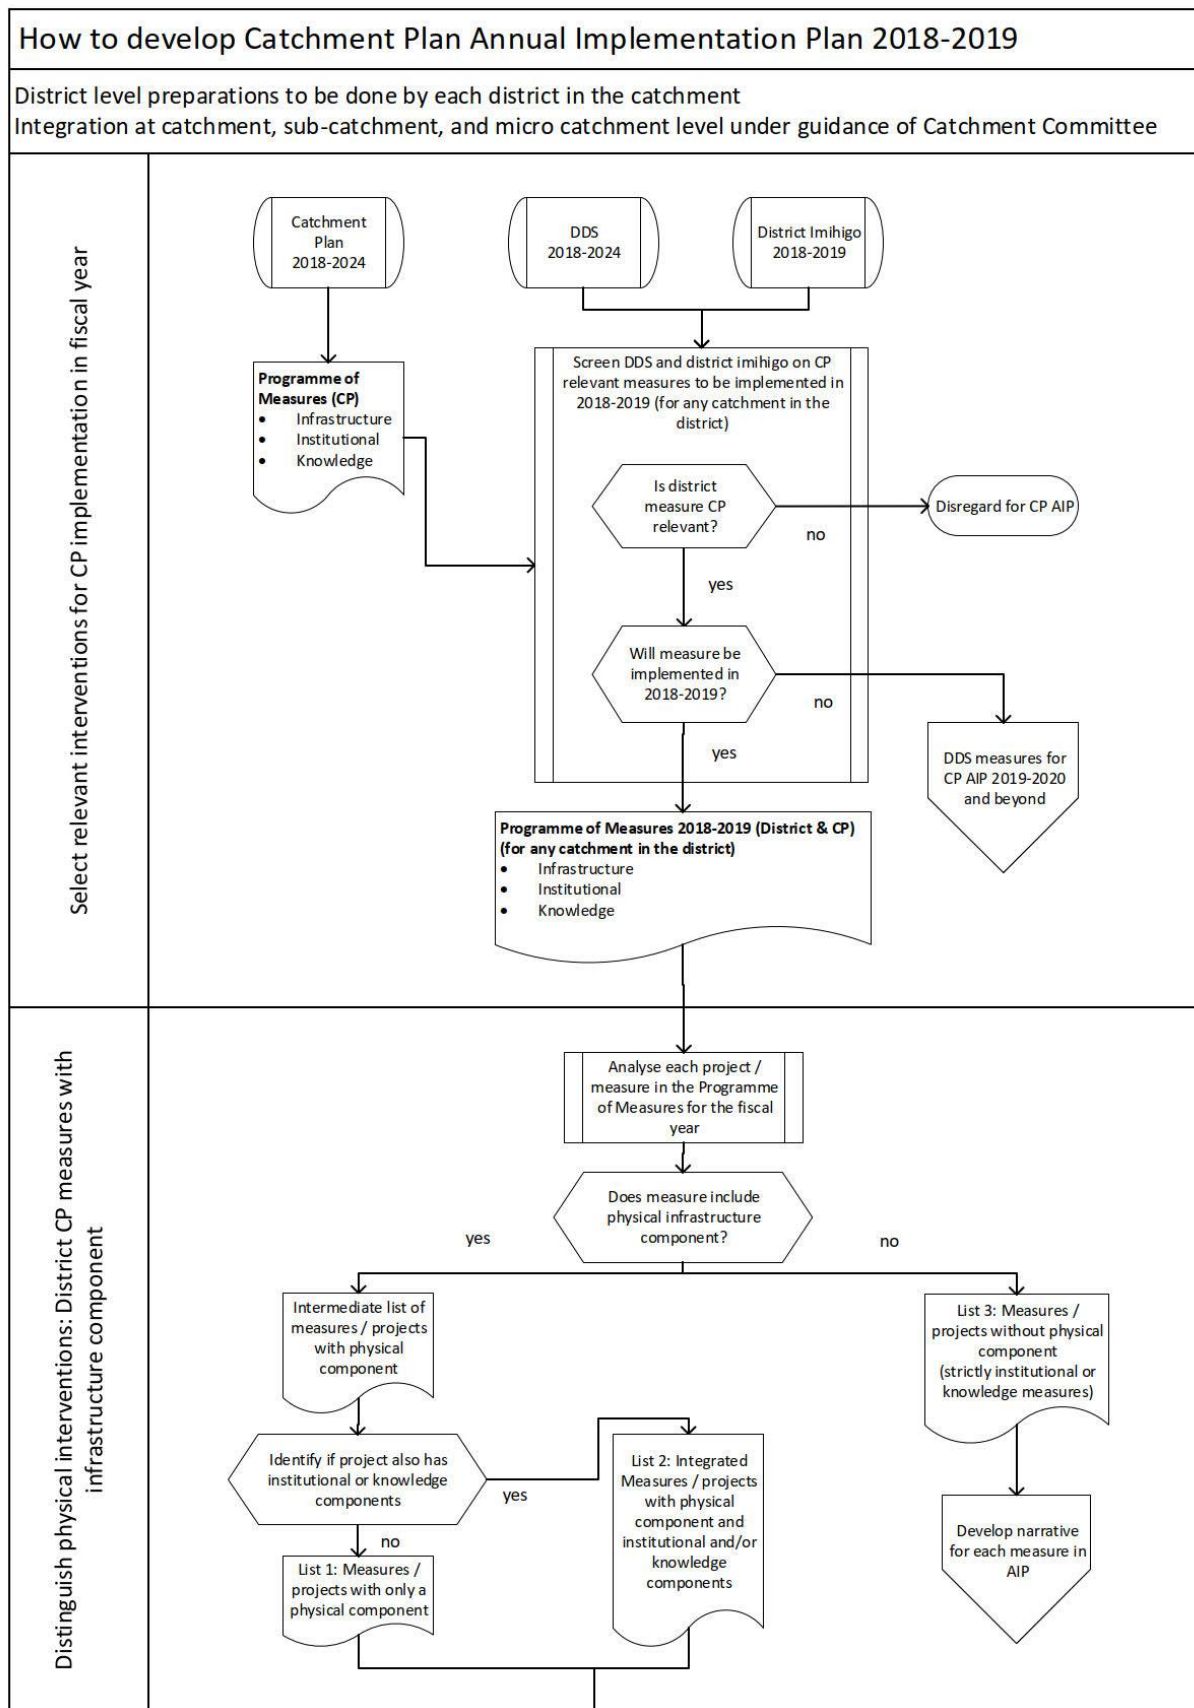 How to develop Catchment Plan Annual Implementation Plan 2018-2019
District level preparations to be done by each district in the catchment
Integration at catchment, sub-catchment, and micro catchment level under guidance of Catchment Committee
Select relevant interventions for CP implementation in fiscal year
Catchment
Plan
2018-2024
DDS
2018-2024
District Imihigo
2018-2019
Programme of
Measures (CP)
• Infrastructure
• Institutional
• Knowledge
Screen DDS and district imihigo on CP
relevant measures to be implemented in
2018-2019 (for any catchment in the
district)
Is district
measure CP
relevant?
no
Disregard for CP AIP
yes
Will measure be
implemented in
2018-2019?
no
yes
DDS measures for
CP AIP 2019-2020
and beyond
Programme of Measures 2018-2019 (District & CP)
(for any catchment in the district)
• Infrastructure
• Institutional
• Knowledge
Distinguish physical interventions: District CP measures with
infrastructure component
Analyse each project /
measure in the Programme
of Measures for the fiscal
year
Does measure include
physical infrastructure
component?
yes
no
Intermediate list of
measures / projects
with physical
component
List 3: Measures /
projects without physical
component
(strictly institutional or
knowledge measures)
Identify if project also has
institutional or knowledge
components
yes
no
List 2: Integrated
Measures / projects
with physical
component and
institutional and/or
knowledge
components
List 1: Measures /
projects with only a
physical component
Develop narrative
for each measure in
AIP